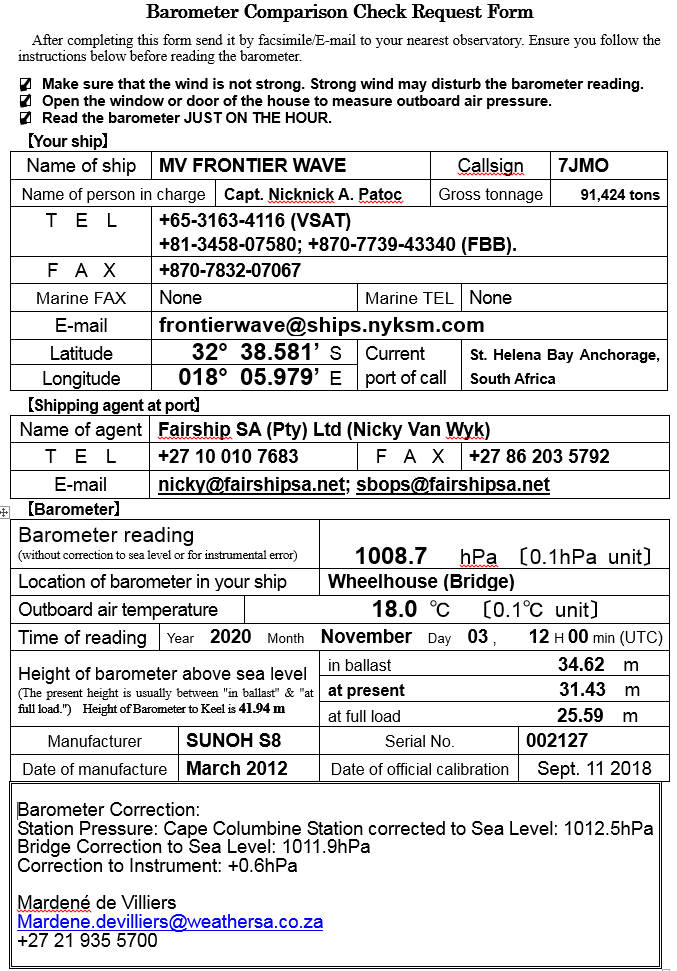 Barometer Comparison Check Request Form
After completing this form send it by facsimile/E-mail to your nearest observatory. Ensure you follow the
instructions below before reading the barometer.
☑ Make sure that the wind is not strong. Strong wind may disturb the barometer reading.
☑ Open the window or door of the house to measure outboard air pressure.
☑ Read the barometer JUST ON THE HOUR.
【Your ship】
Name of ship MV FRONTIER WAVE Callsign 7JMO
Name of person in charge Capt. Nicknick A. Patoc Gross tonnage 91,424 tons
T E L +65-3163-4116 (VSAT)
+81-3458-07580; +870-7739-43340 (FBB).
F A X +870-7832-07067
Marine FAX None Marine TEL None
E-mail frontierwave@ships.nyksm.com
Latitude 32° 38.581’ S Current St. Helena Bay Anchorage,
Longitude 018° 05.979’ E port of call South Africa
【Shipping agent at port】
Name of agent Fairship SA (Pty) Ltd (Nicky Van Wyk)
T E L +27 10 010 7683 F A X +27 86 203 5792
E-mail nicky@fairshipsa.net; sbops@fairshipsa.net
【Barometer】
Barometer reading
(without correction to sea level or for instrumental error) 1008.7 hPa 〔0.1hPa unit〕
Location of barometer in your ship Wheelhouse (Bridge)
Outboard air temperature 18.0 ℃ 〔0.1℃ unit〕
Time of reading Year 2020 Month November Day 03 , 12 H 00 min (UTC)
Height of barometer above sea level in ballast 34.62 m
(The present height is usually between "in ballast" & "at at present 31.43 m
full load.") Height of Barometer to Keel is 41.94 m at full load 25.59 m
Manufacturer SUNOH S8 Serial No. 002127
Date of manufacture March 2012 Date of official calibration Sept. 11 2018
Barometer Correction:
Station Pressure: Cape Columbine Station corrected to Sea Level: 1012.5hPa
Bridge Correction to Sea Level: 1011.9hPa
Correction to Instrument: +0.6hPa
Mardené de Villiers
Mardene.devilliers@weathersa.co.za
+27 21 935 5700